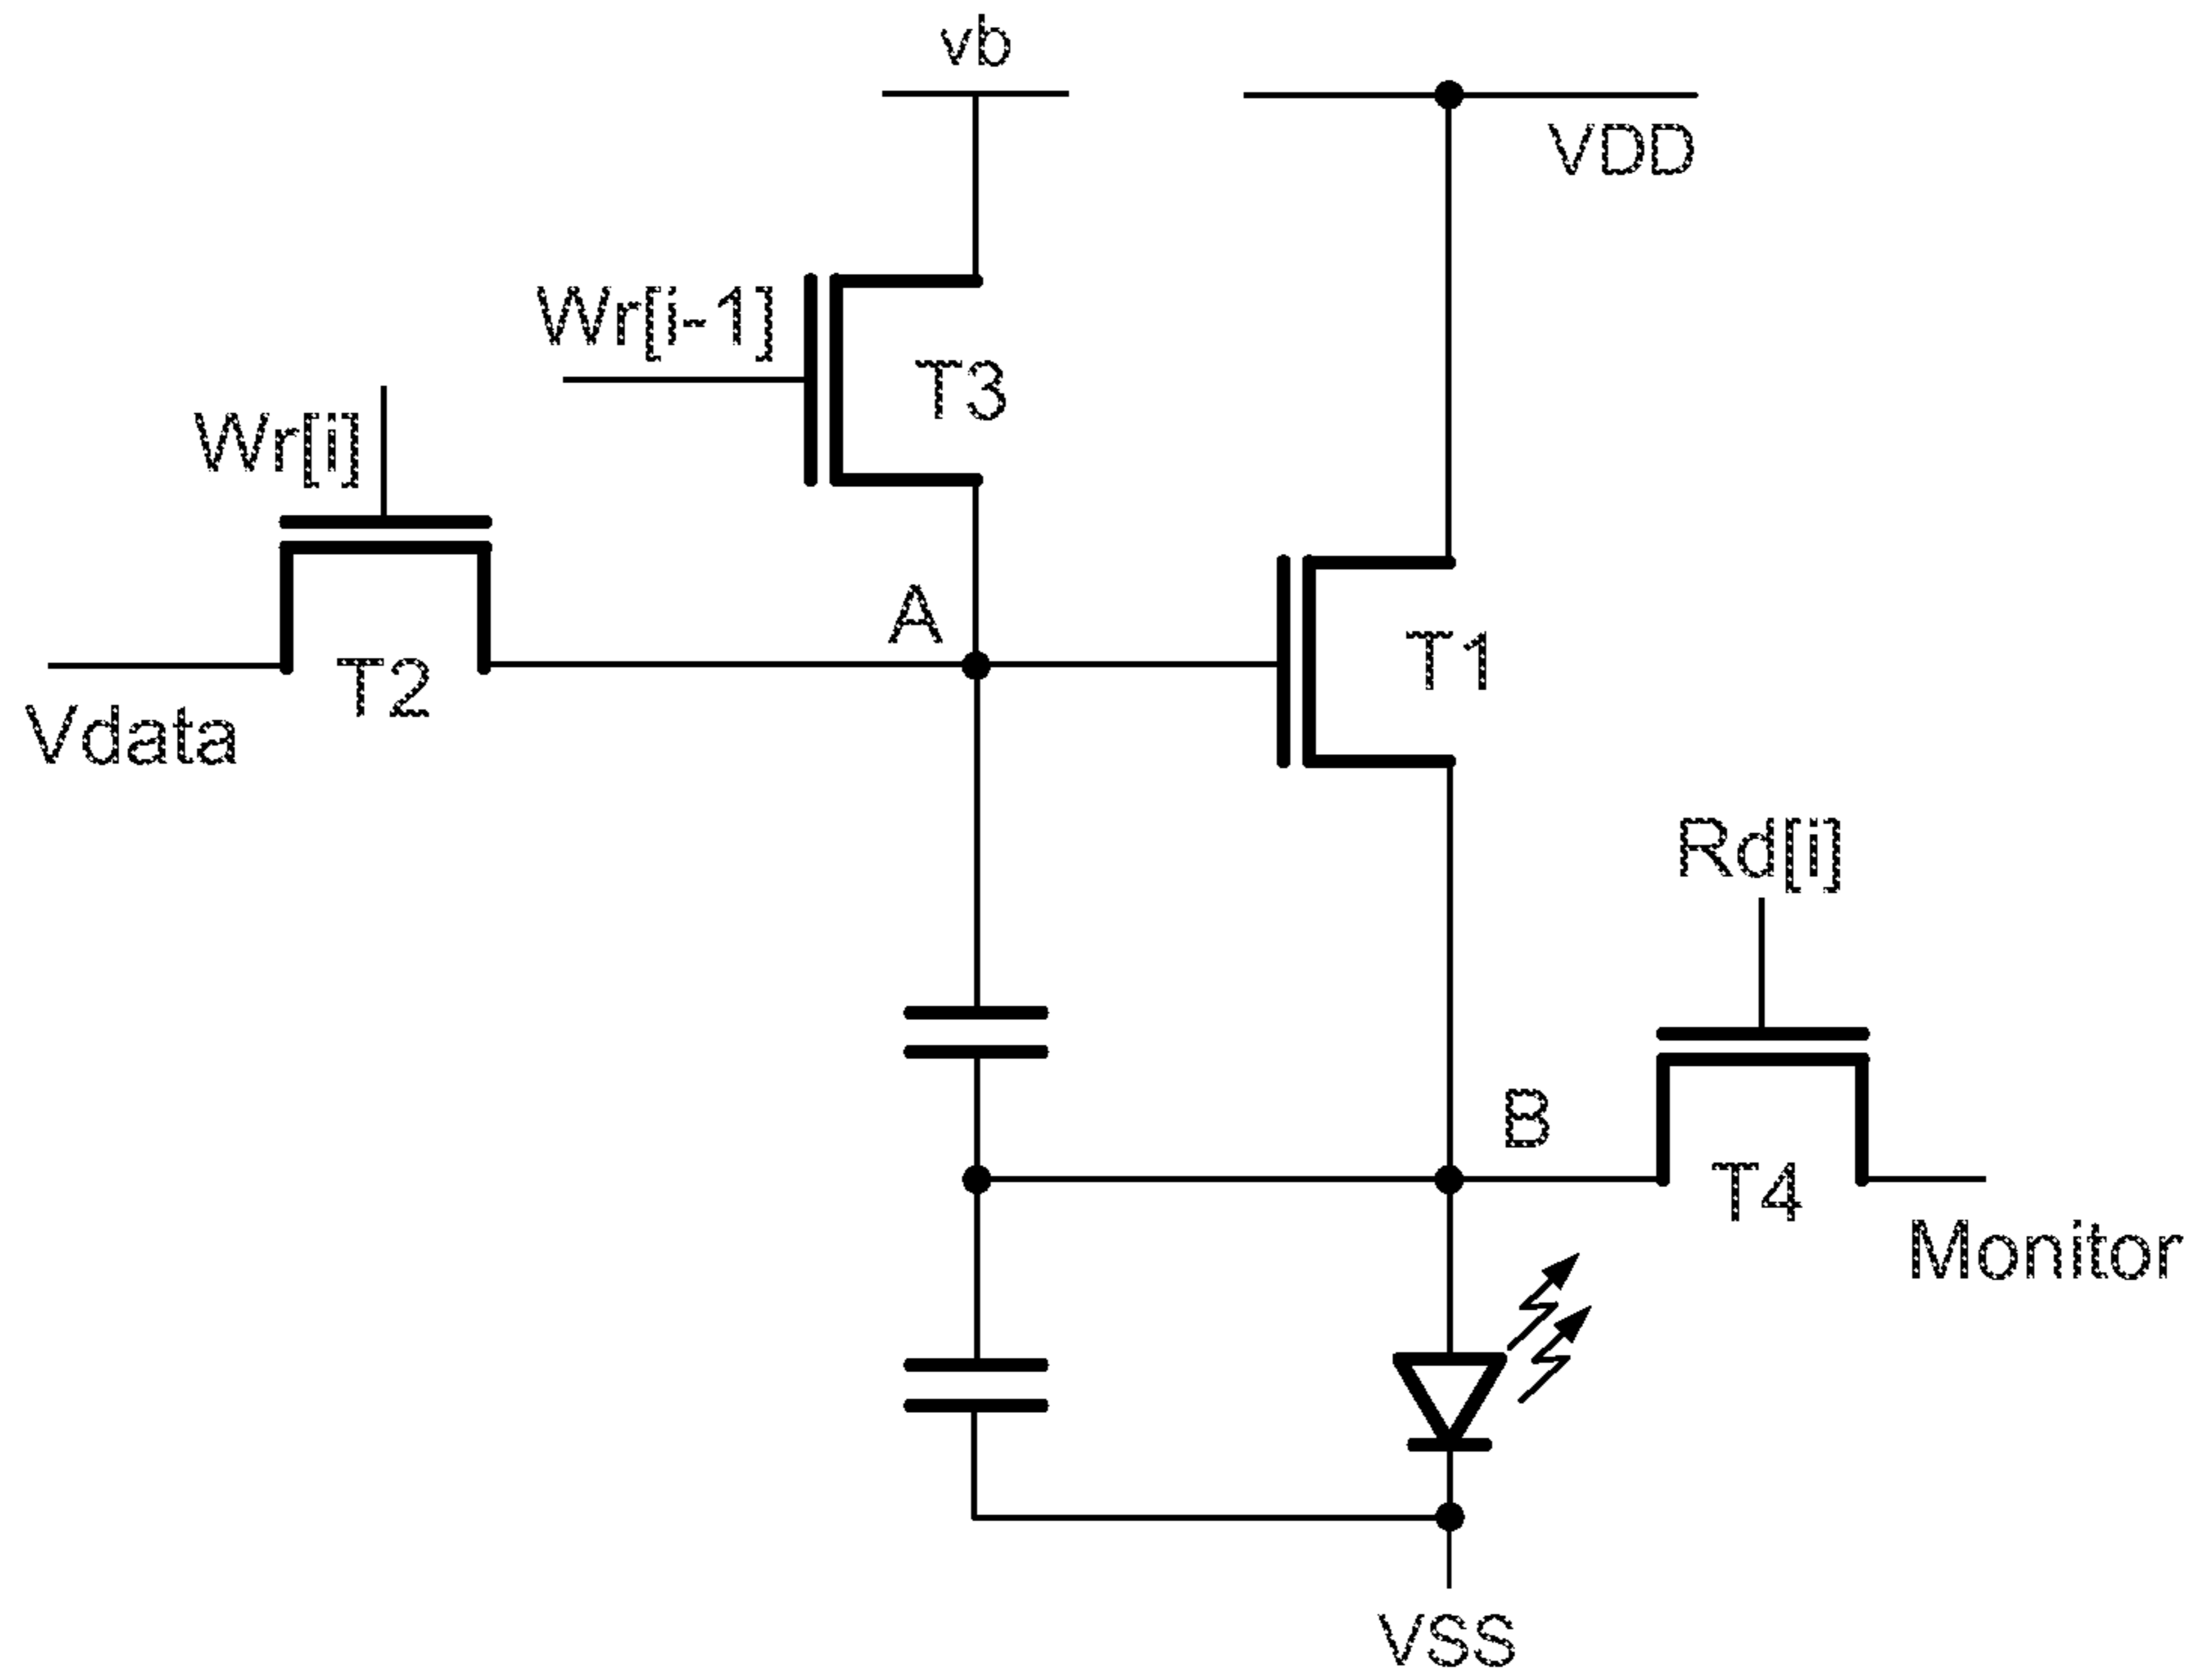 vb
VDD
Wr[i-1]
T3
Wr[i]
A
T1
T2
Vdata
Rd[i]
B
T4
Monitor
VSS